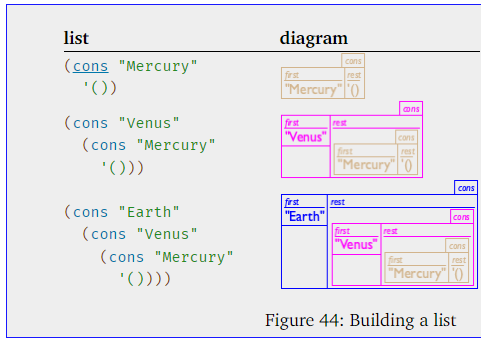 list diagram
(cons "Mercury"
'())
cons
first rest
"Mercury" '()
(cons "Venus"
(cons "Mercury"
'()))
cons
first rest
"Venus"
cons
first rest
"Mercury" '()
(cons "Earth"
(cons "Venus"
(cons "Mercury"
'())))
cons
first rest
"Earth"
cons
first rest
"Venus"
cons
first rest
"Mercury" '()
Figure 44: Building a list